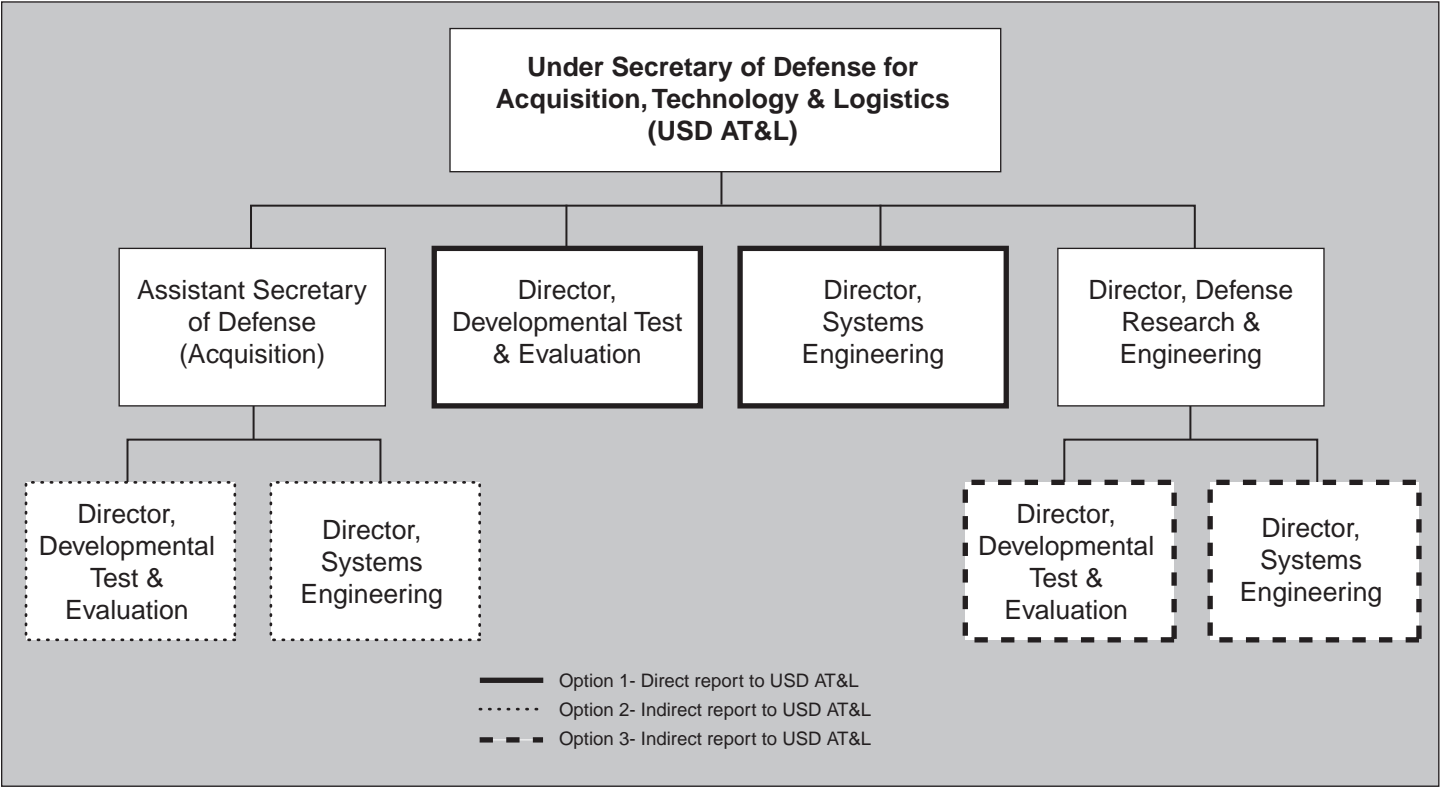 Under Secretary of Defense for
Acquisition, Technology & Logistics
(USD AT&L)
Assistant Secretary
of Defense
(Acquisition)
Director,
Developmental Test
& Evaluation
Director,
Systems
Engineering
Director, Defense
Research &
Engineering
Director,
Developmental
Test &
Evaluation
Director,
Systems
Engineering
Director,
Developmental
Test &
Evaluation
Director,
Systems
Engineering
Option 1- Direct report to USD AT&L
Option 2- Indirect report to USD AT&L
Option 3- Indirect report to USD AT&L